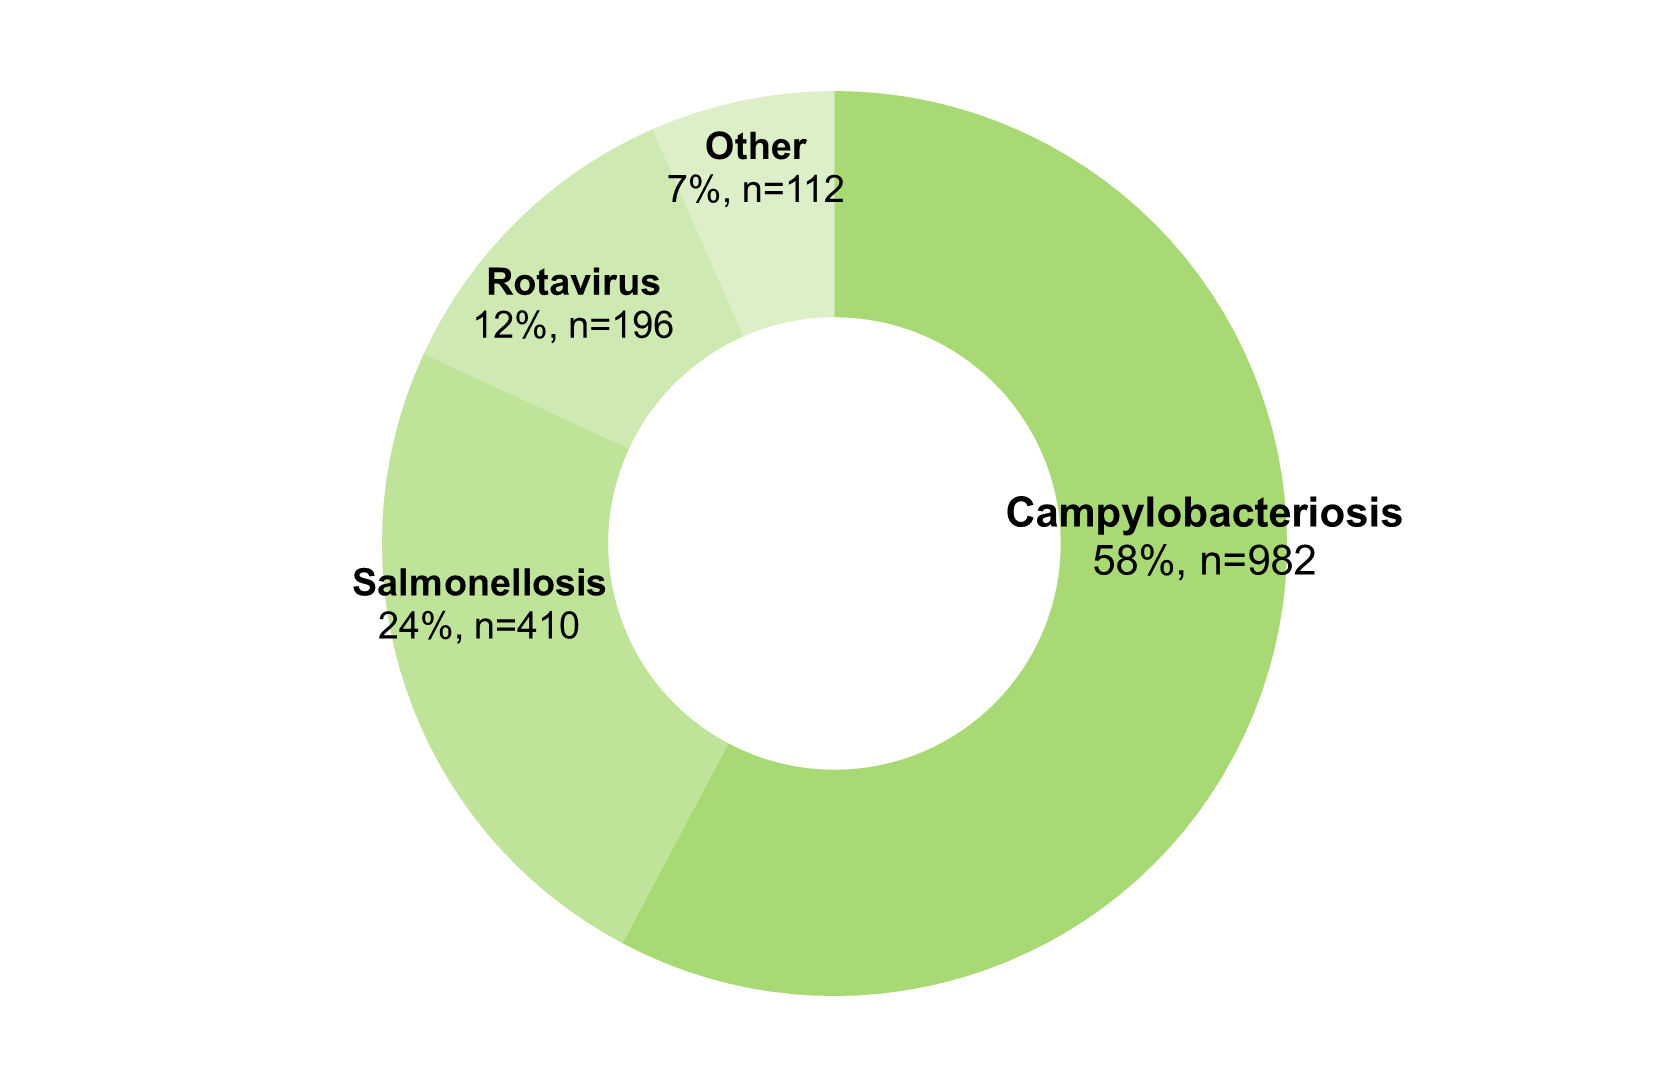 Other
7%, n=112
Rotavirus
12%, n=196
Campylobacteriosis
58%, n=982
Salmonellosis
24%, n=410